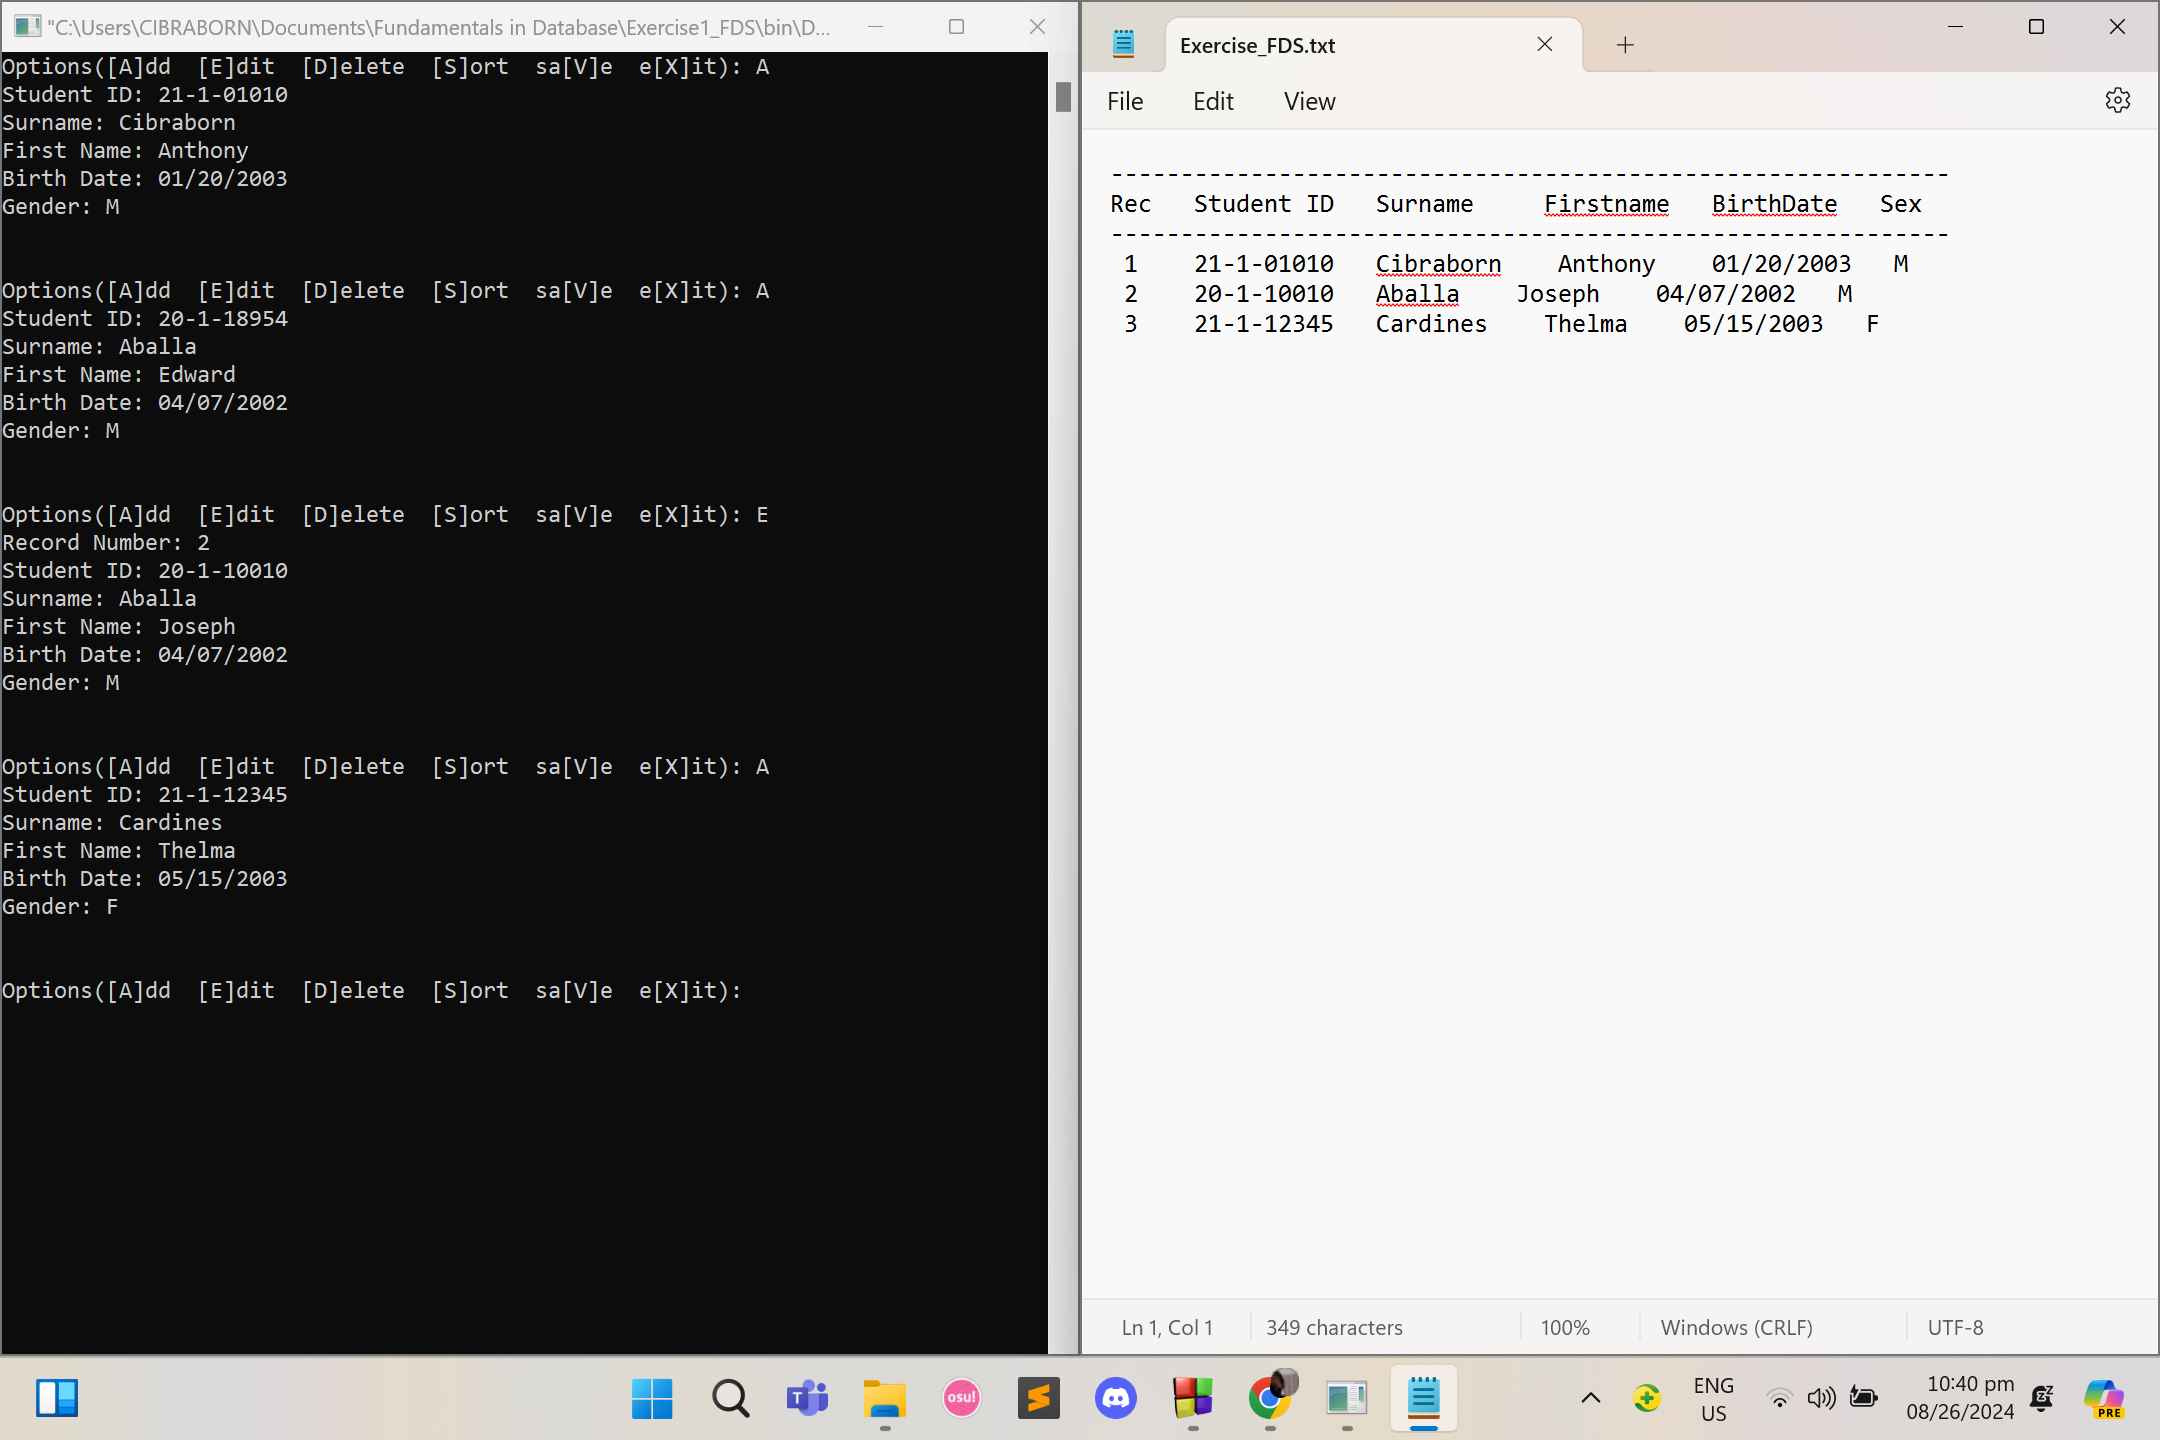 "C:\Users\CIBRABORN\Documents\Fundamentals in Database\Exercise1_FDS\bin\D...
Options([A]dd  [E]dit  [D]elete  [S]ort  sa[V]e  e[X]it): A
Student ID: 21-1-01010
Surname: Cibraborn
First Name: Anthony
Birth Date: 01/20/2003
Gender: M
Options([A]dd  [E]dit  [D]elete  [S]ort  sa[V]e  e[X]it): A
Student ID: 20-1-18954
Surname: Aballa
First Name: Edward
Birth Date: 04/07/2002
Gender: M
Options([A]dd  [E]dit  [D]elete  [S]ort  sa[V]e  e[X]it): E
Record Number: 2
Student ID: 20-1-10010
Surname: Aballa
First Name: Joseph
Birth Date: 04/07/2002
Gender: M
Options([A]dd  [E]dit  [D]elete  [S]ort  sa[V]e  e[X]it): A
Student ID: 21-1-12345
Surname: Cardines
First Name: Thelma
Birth Date: 05/15/2003
Gender: F
Options([A]dd  [E]dit  [D]elete  [S]ort  sa[V]e  e[X]it):
Exercise_FDS.txt
File Edit View
------------------------------------------------------------
Rec   Student ID   Surname     Firstname   BirthDate   Sex
------------------------------------------------------------
 1    21-1-01010   Cibraborn    Anthony    01/20/2003   M
 2    20-1-10010   Aballa    Joseph    04/07/2002   M
 3    21-1-12345   Cardines    Thelma    05/15/2003   F
Ln 1, Col 1 349 characters 100% Windows (CRLF) UTF-8
T
osu!
ENG
US
10:40 pm
08/26/2024
PRE